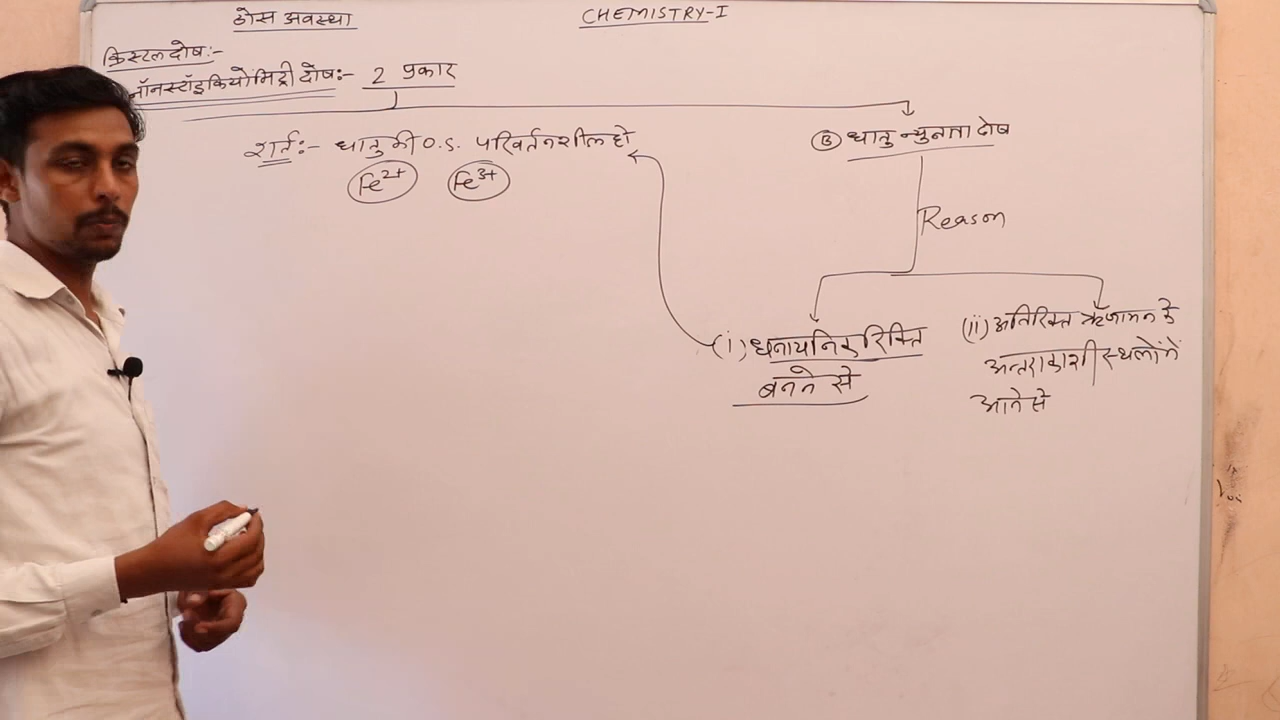 ठोस अवस्था
CHEMISTRY-I
क्रिस्टल दोष:-
नॉनस्टॉइकियोमिट्री दोष:- 2 प्रकार
शर्त:- धातु की O.S. परिवर्तनशील हो
Fe2+ Fe3+
(B) धातु न्युनता दोष
Reason
(i) धनायनिक रिक्ति
बनने से
(ii) अतिरिक्त ऋणायन के
अन्तराकाशी स्थलों में
आने से